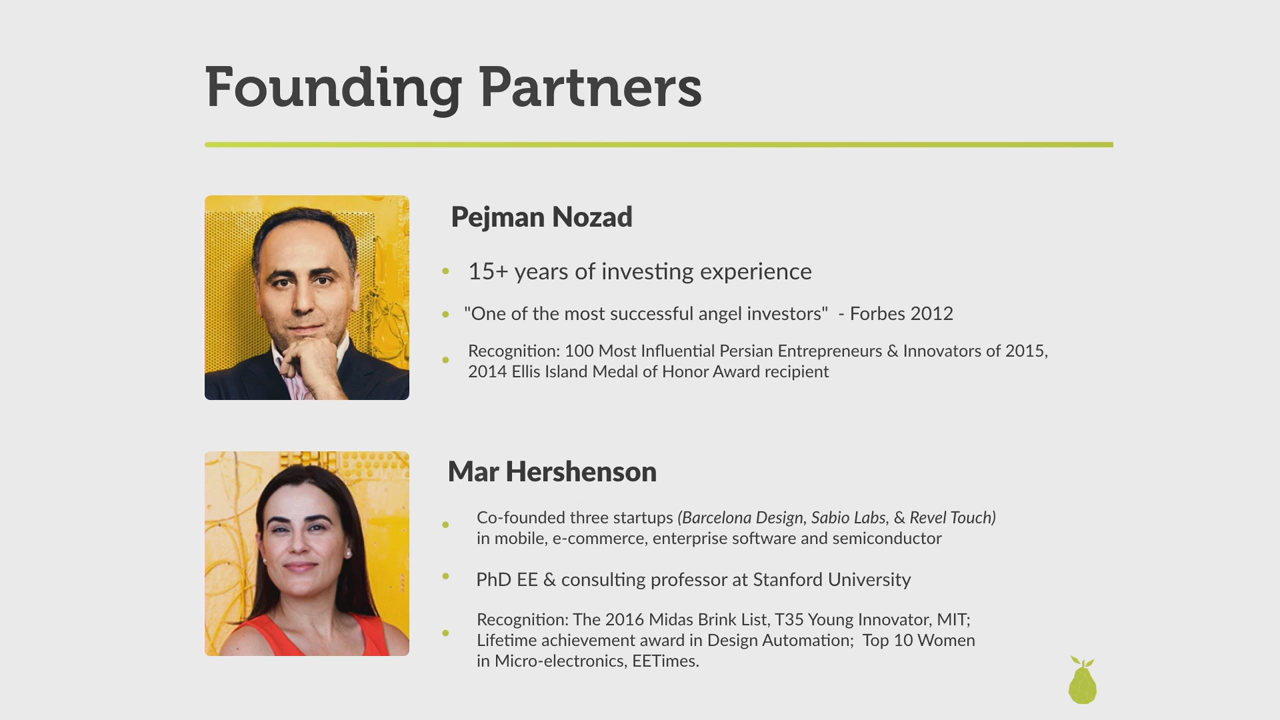 Founding Partners
Pejman Nozad
• 15+ years of investing experience
• "One of the most successful angel investors"  - Forbes 2012
• Recognition: 100 Most Influential Persian Entrepreneurs & Innovators of 2015,
2014 Ellis Island Medal of Honor Award recipient
Mar Hershenson
• Co-founded three startups (Barcelona Design, Sabio Labs, & Revel Touch)
in mobile, e-commerce, enterprise software and semiconductor
• PhD EE & consulting professor at Stanford University
• Recognition: The 2016 Midas Brink List, T35 Young Innovator, MIT;
Lifetime achievement award in Design Automation;  Top 10 Women
in Micro-electronics, EETimes.